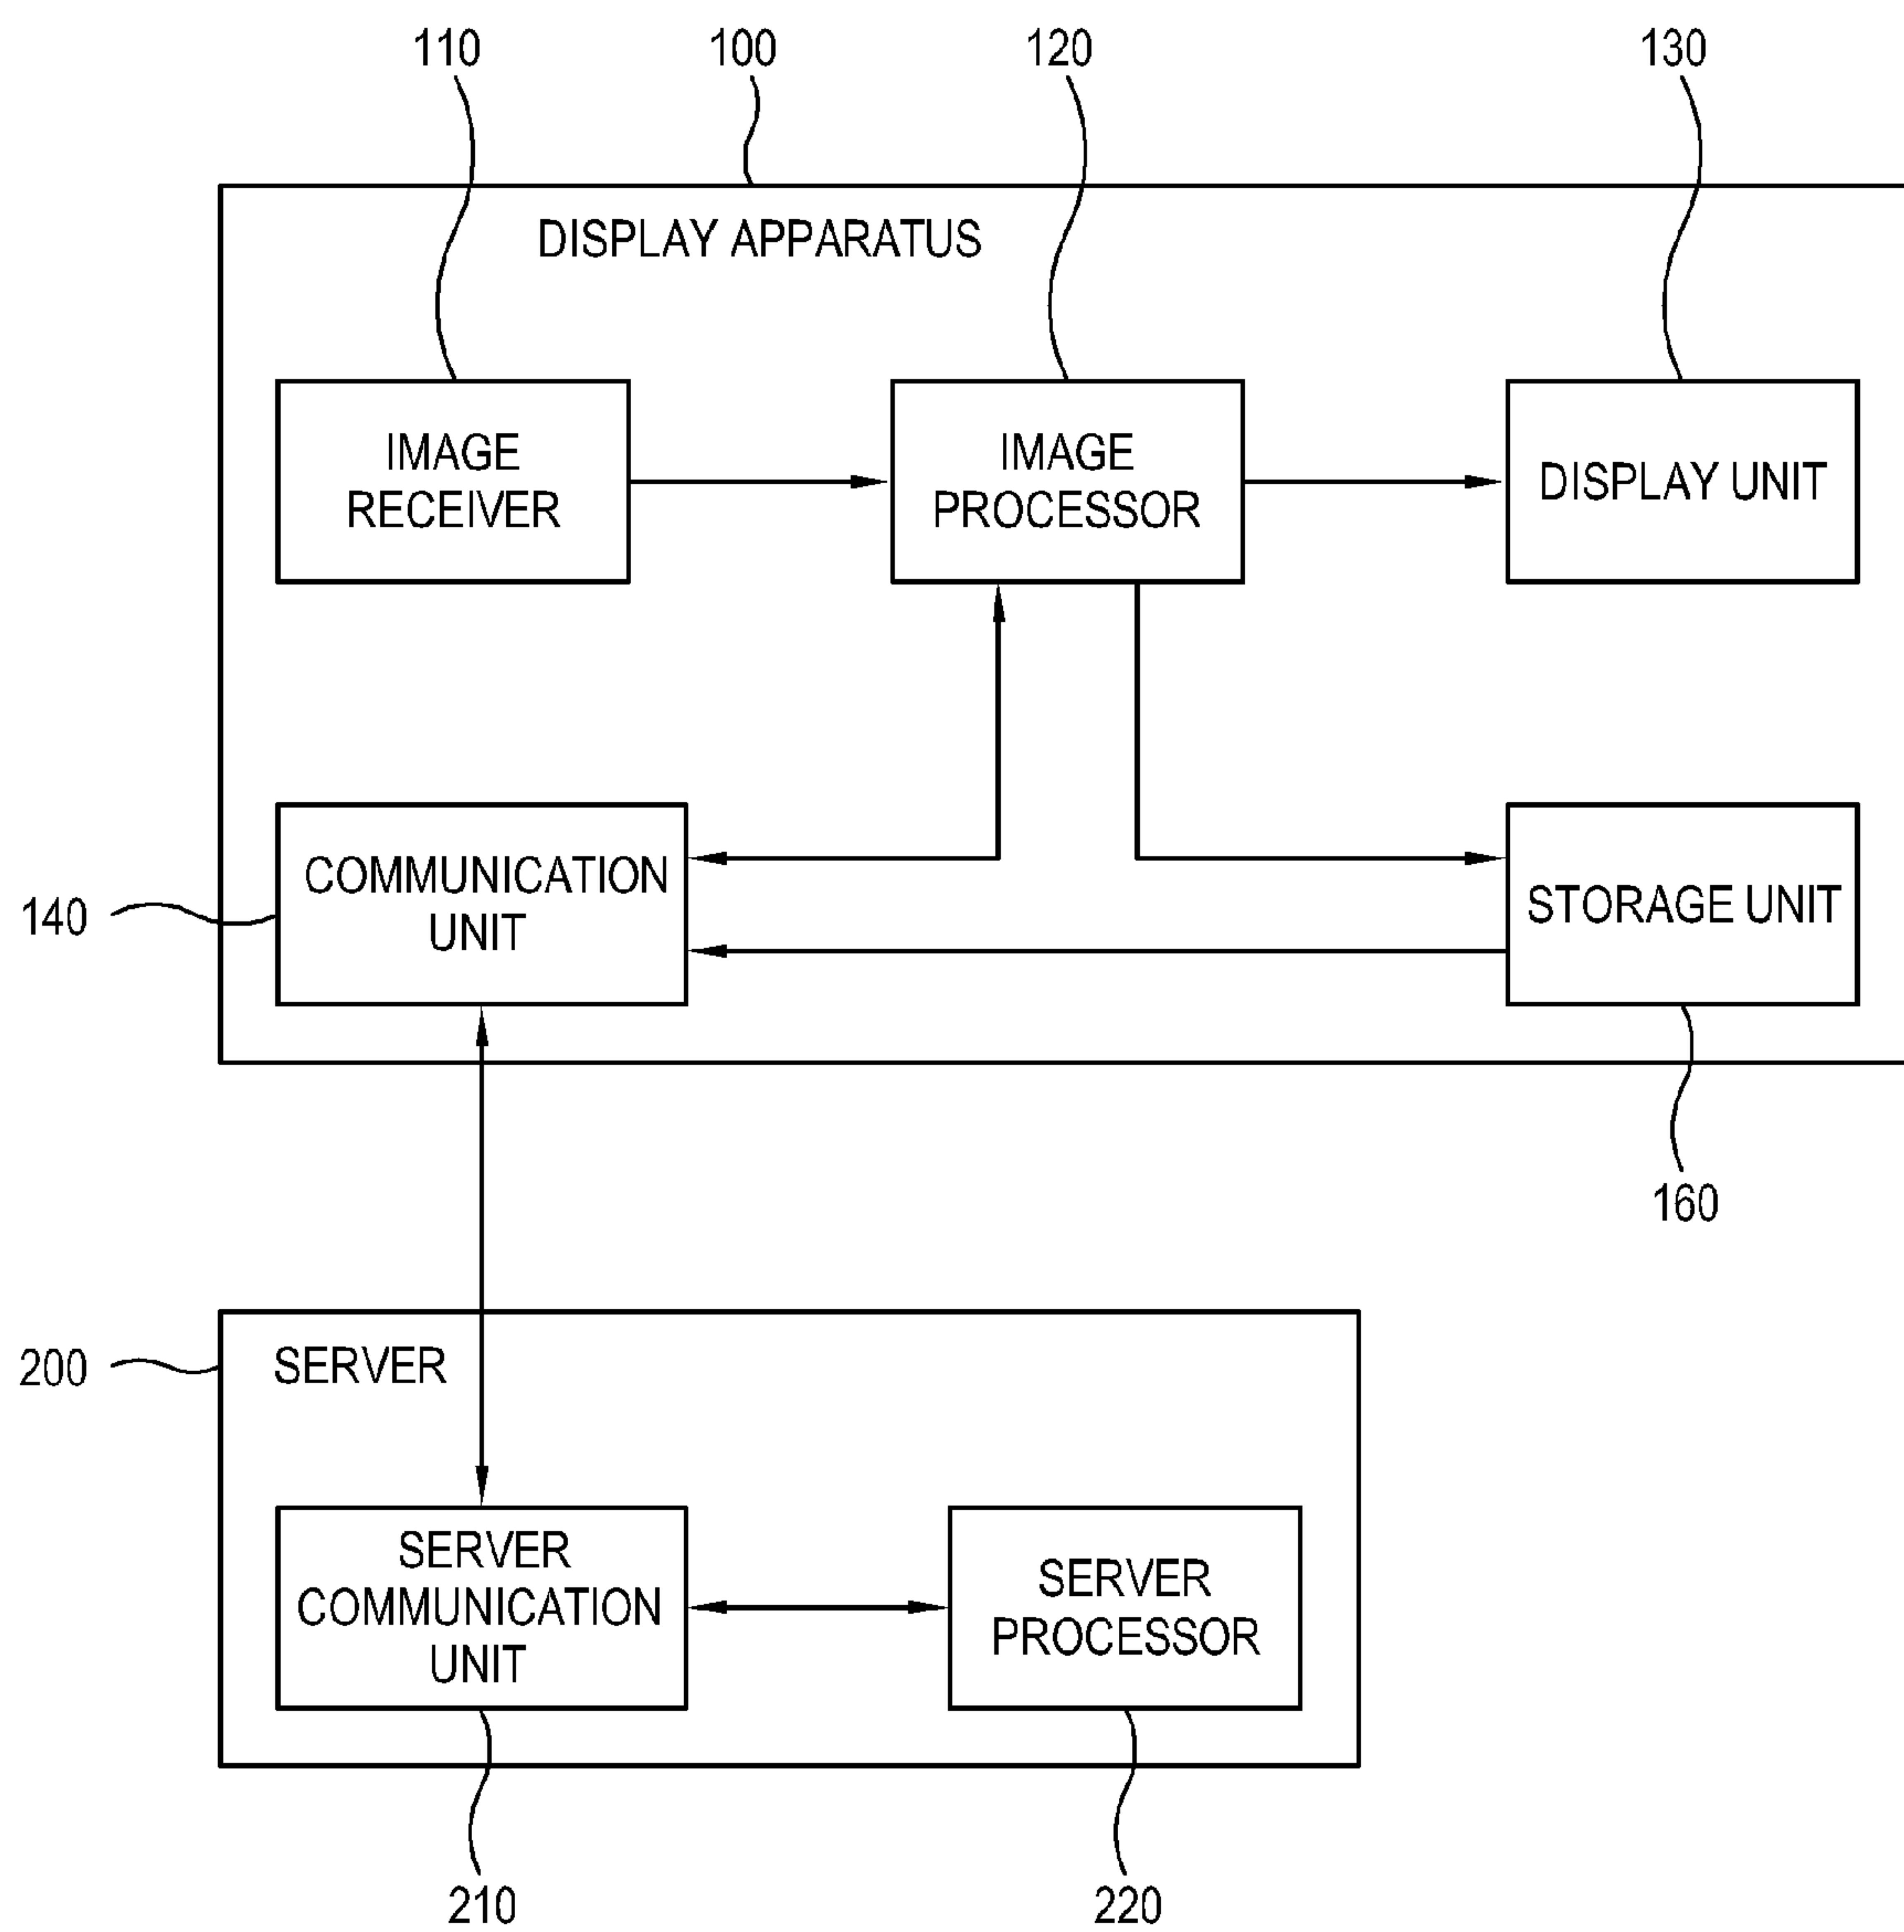 110
100
120
130
DISPLAY APPARATUS
IMAGE
RECEIVER
IMAGE
PROCESSOR
DISPLAY UNIT
COMMUNICATION
UNIT
STORAGE UNIT
140
160
200
SERVER
SERVER
COMMUNICATION
UNIT
SERVER
PROCESSOR
210
220